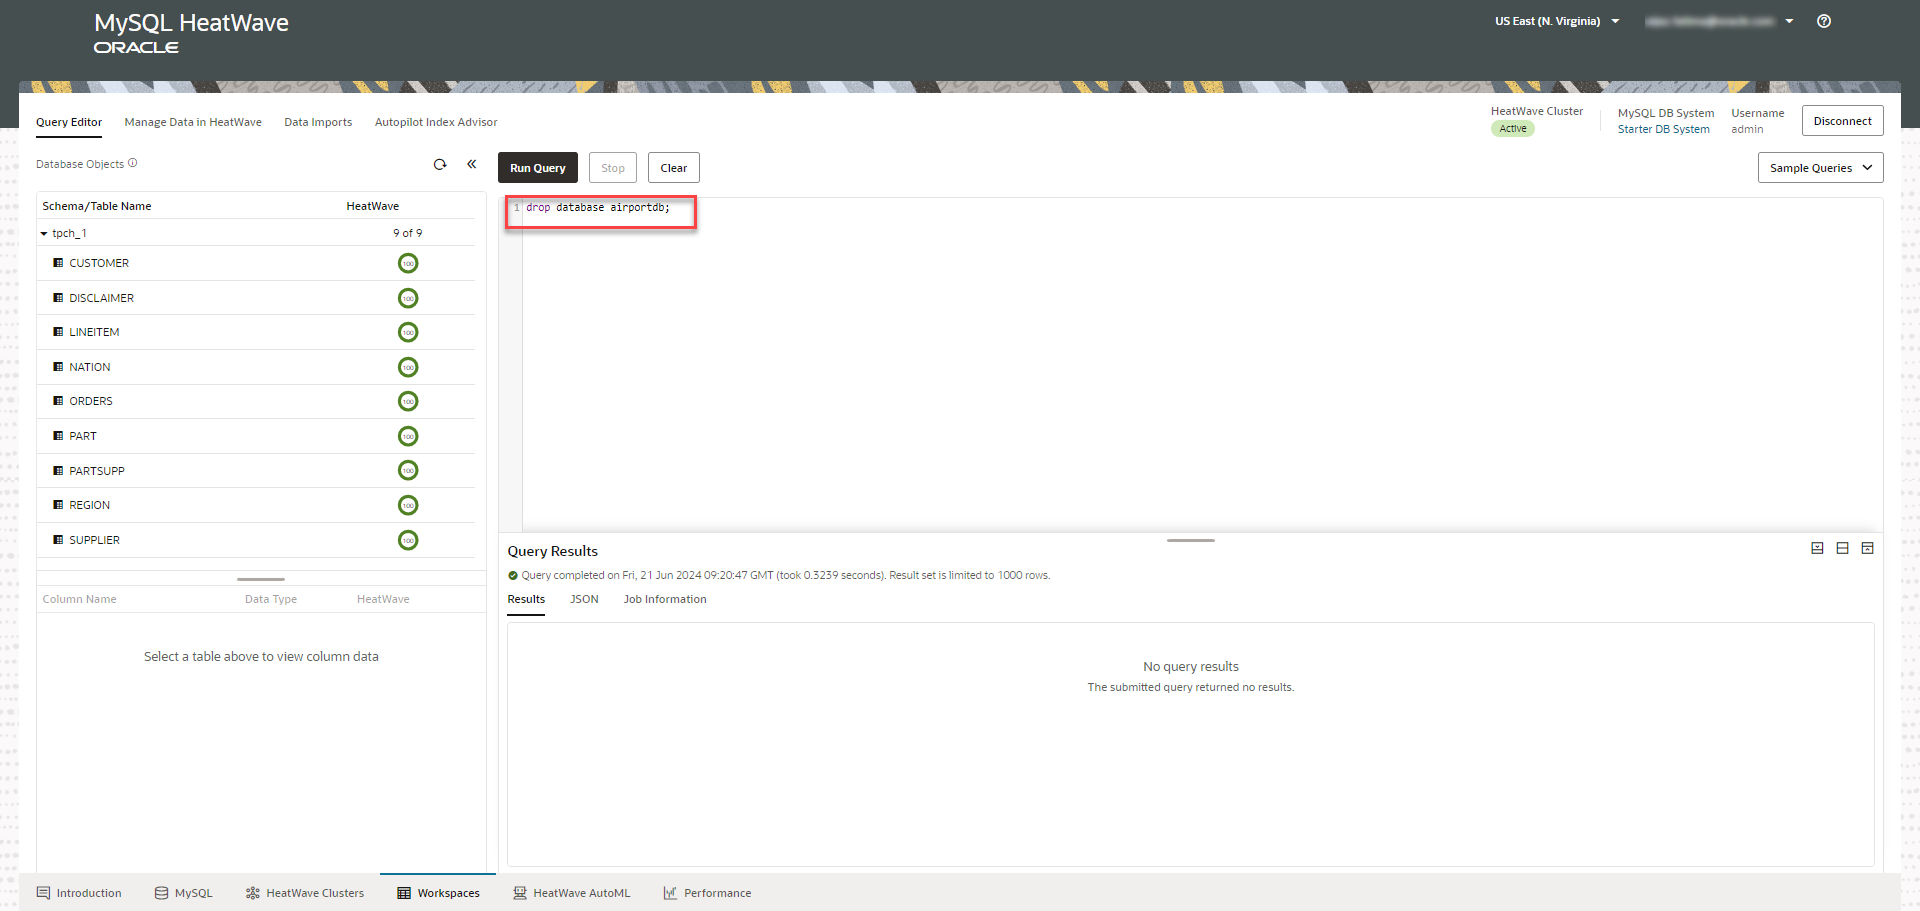 MySQL HeatWave
ORACLE
US East (N. Virginia)
Query Editor
Manage Data in HeatWave
Data Imports
Autopilot Index Advisor
HeatWave Cluster
Active
MySQL DB System
Starter DB System
Username
admin
Disconnect
Database Objects
Run Query
Stop
Clear
Sample Queries
Schema/Table Name
HeatWave
tpch_1
9 of 9
CUSTOMER
100
DISCLAIMER
100
LINEITEM
100
NATION
100
ORDERS
100
PART
100
PARTSUPP
100
REGION
100
SUPPLIER
100
Column Name
Data Type
HeatWave
Select a table above to view column data
1 drop database airportdb;
Query Results
Query completed on Fri, 21 Jun 2024 09:20:47 GMT (took 0.3239 seconds). Result set is limited to 1000 rows.
Results
JSON
Job Information
No query results
The submitted query returned no results.
Introduction
MySQL
HeatWave Clusters
Workspaces
HeatWave AutoML
Performance